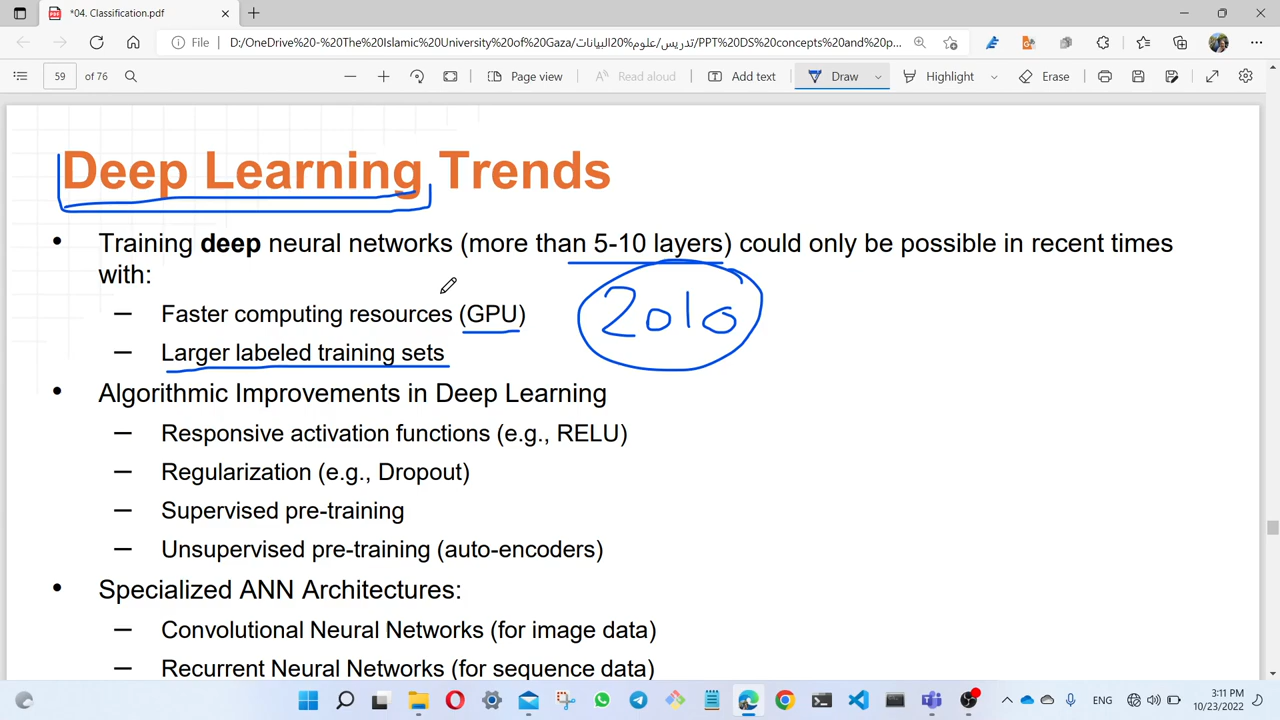 *04. Classification.pdf
File
D:/OneDrive%20-%20The%20Islamic%20University%20of%20Gaza/تدريس/علوم%20البيانات/PPT%20DS%20concepts%20and%20p...
59 of 76
Page view
Read aloud
Add text
Draw
Highlight
Erase
Deep Learning Trends
• Training deep neural networks (more than 5-10 layers) could only be possible in recent times
with:
– Faster computing resources (GPU)
2010
– Larger labeled training sets
• Algorithmic Improvements in Deep Learning
– Responsive activation functions (e.g., RELU)
– Regularization (e.g., Dropout)
– Supervised pre-training
– Unsupervised pre-training (auto-encoders)
• Specialized ANN Architectures:
– Convolutional Neural Networks (for image data)
– Recurrent Neural Networks (for sequence data)
ENG
3:11 PM
10/23/2022